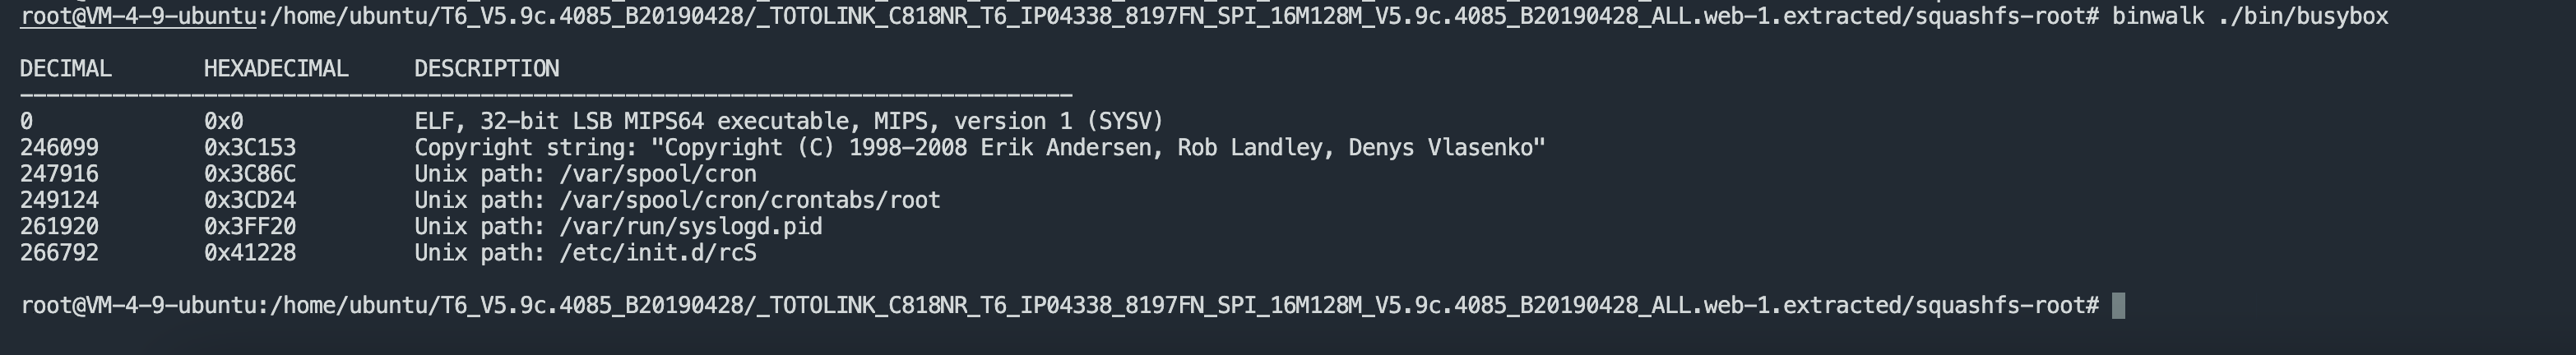 root@VM-4-9-ubuntu:/home/ubuntu/T6_V5.9c.4085_B20190428/_TOTOLINK_C818NR_T6_IP04338_8197FN_SPI_16M128M_V5.9c.4085_B20190428_ALL.web-1.extracted/squashfs-root# binwalk ./bin/busybox
DECIMAL HEXADECIMAL DESCRIPTION
--------------------------------------------------------------------------------
0 0x0 ELF, 32-bit LSB MIPS64 executable, MIPS, version 1 (SYSV)
246099 0x3C153 Copyright string: "Copyright (C) 1998-2008 Erik Andersen, Rob Landley, Denys Vlasenko"
247916 0x3C86C Unix path: /var/spool/cron
249124 0x3CD24 Unix path: /var/spool/cron/crontabs/root
261920 0x3FF20 Unix path: /var/run/syslogd.pid
266792 0x41228 Unix path: /etc/init.d/rcS
root@VM-4-9-ubuntu:/home/ubuntu/T6_V5.9c.4085_B20190428/_TOTOLINK_C818NR_T6_IP04338_8197FN_SPI_16M128M_V5.9c.4085_B20190428_ALL.web-1.extracted/squashfs-root#